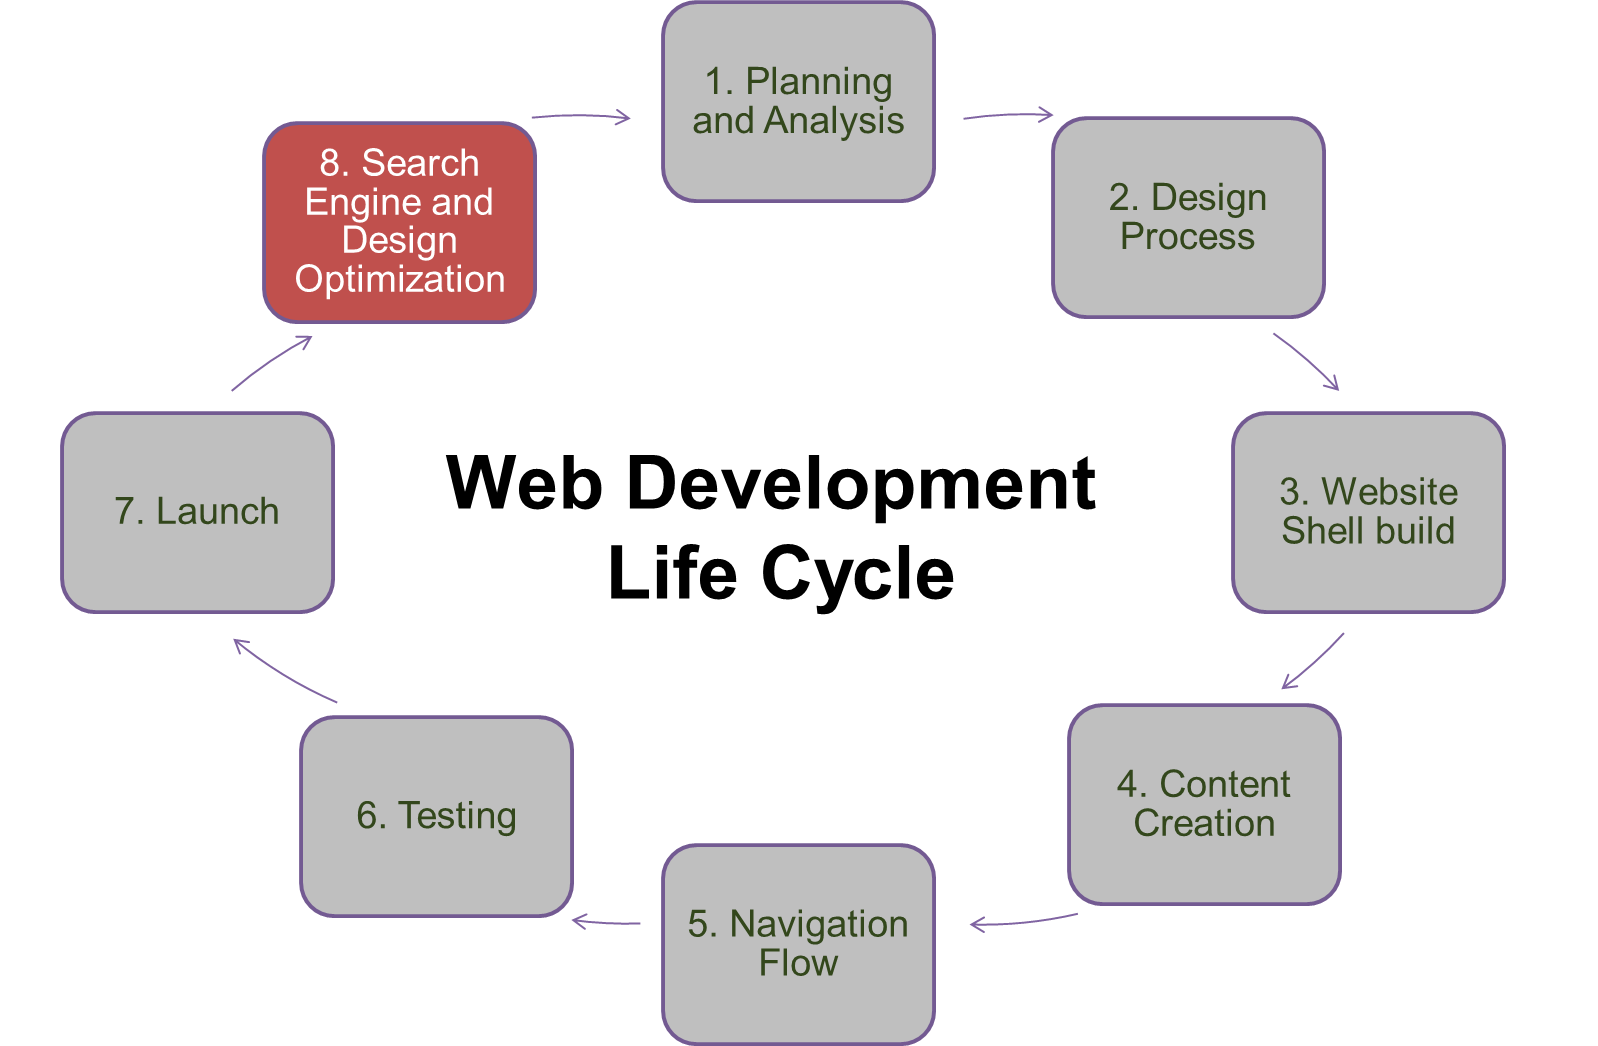 1. Planning
and Analysis
2. Design
Process
3. Website
Shell build
4. Content
Creation
5. Navigation
Flow
6. Testing
7. Launch
8. Search
Engine and
Design
Optimization
Web Development
Life Cycle